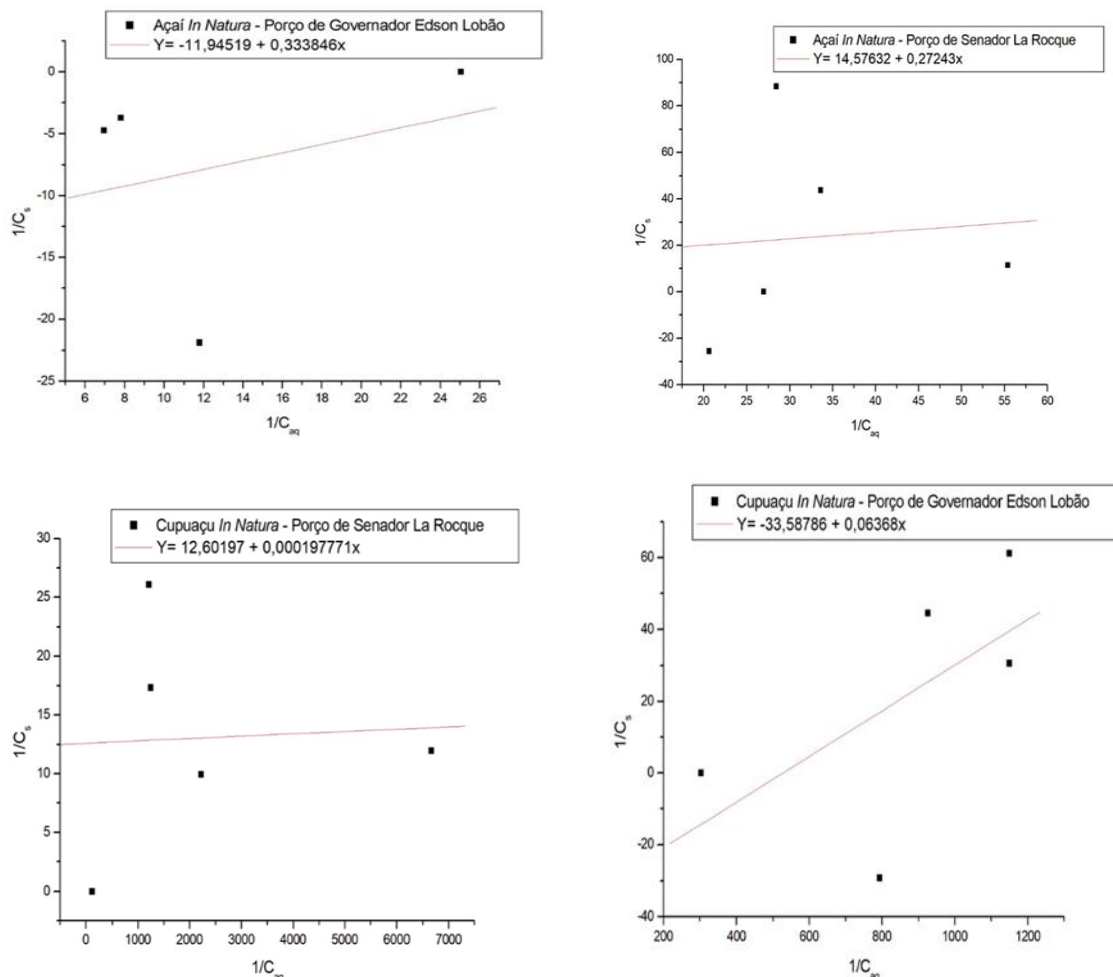 Açaí In Natura - Porço de Governador Edson Lobão
Y= -11,94519 + 0,333846x
0
-5
-10
-15
-20
-25
1/Cs
6 8 10 12 14 16 18 20 22 24 26
1/Caq
Açaí In Natura - Porço de Senador La Rocque
Y= 14,57632 + 0,27243x
100
80
60
40
20
0
-20
-40
1/Cs
20 25 30 35 40 45 50 55 60
1/Caq
Cupuaçu In Natura - Porço de Senador La Rocque
Y= 12,60197 + 0,000197771x
30
25
20
15
10
5
0
1/Cs
0 1000 2000 3000 4000 5000 6000 7000
1/Caq
Cupuaçu In Natura - Porço de Governador Edson Lobão
Y= -33,58786 + 0,06368x
60
40
20
0
-20
-40
1/Cs
200 400 600 800 1000 1200
1/Caq